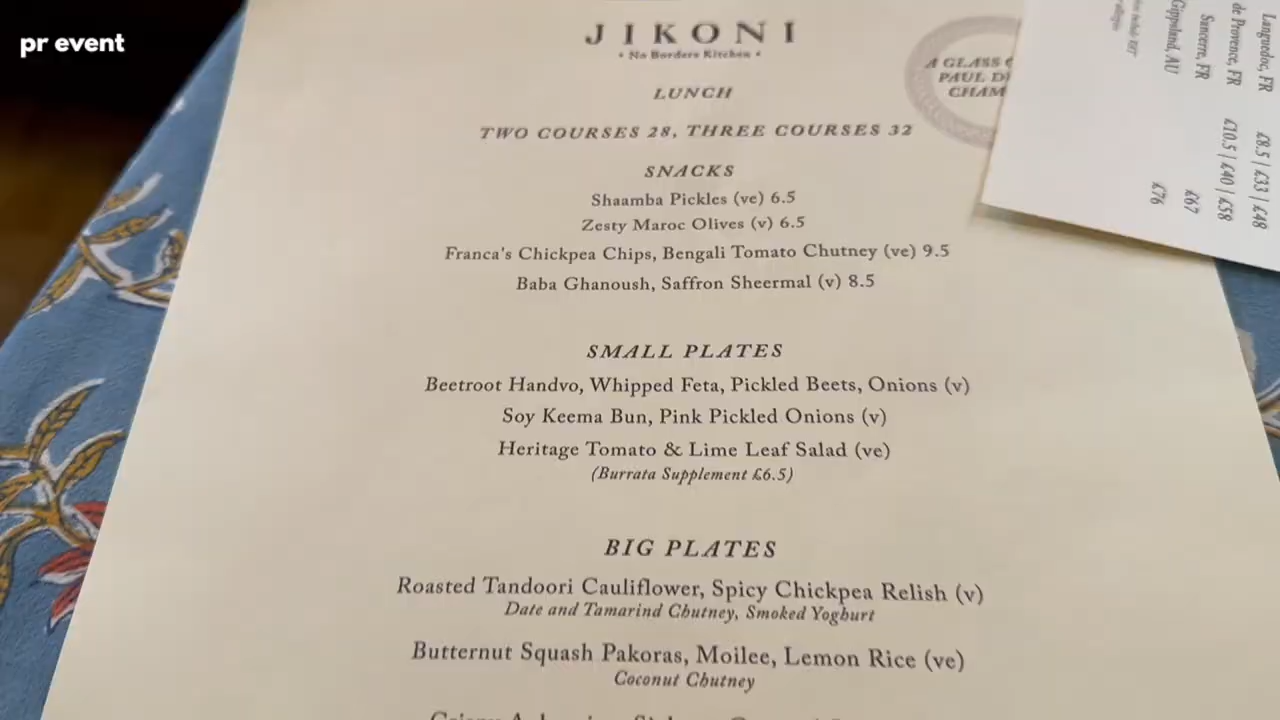 pr event
JIKONI
• No Borders Kitchen •
LUNCH
TWO COURSES 28, THREE COURSES 32
A GLASS
PAUL
CHAM
SNACKS
Shaamba Pickles (ve) 6.5
Zesty Maroc Olives (v) 6.5
Franca's Chickpea Chips, Bengali Tomato Chutney (ve) 9.5
Baba Ghanoush, Saffron Sheermal (v) 8.5
SMALL PLATES
Beetroot Handvo, Whipped Feta, Pickled Beets, Onions (v)
Soy Keema Bun, Pink Pickled Onions (v)
Heritage Tomato & Lime Leaf Salad (ve)
(Burrata Supplement £6.5)
BIG PLATES
Roasted Tandoori Cauliflower, Spicy Chickpea Relish (v)
Date and Tamarind Chutney, Smoked Yoghurt
Butternut Squash Pakoras, Moilee, Lemon Rice (ve)
Coconut Chutney
Languedoc, FR £8.5 | £33 | £48
de Provence, FR £10.5 | £40 | £58
Sancerre, FR £67
Gippsland, AU £76